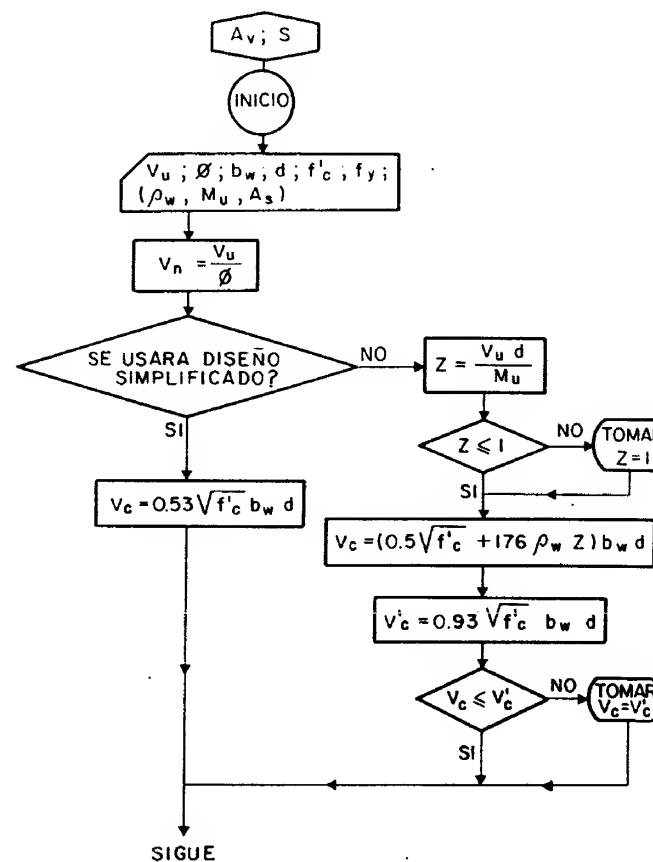 A_v ; S
INICIO
V_u ; Ø ; b_w ; d ; f'_c ; f_y ;
(ρ_w , M_u , A_s)
V_n = V_u / Ø
SE USARA DISEÑO
SIMPLIFICADO?
NO
SI
Z = V_u d / M_u
Z ≤ 1
NO
TOMAR
Z=1
SI
V_c = 0.53 √f'_c b_w d
V_c = (0.5 √f'_c + 176 ρ_w Z) b_w d
V'_c = 0.93 √f'_c b_w d
V_c ≤ V'_c
NO
TOMAR
V_c = V'_c
SI
SIGUE